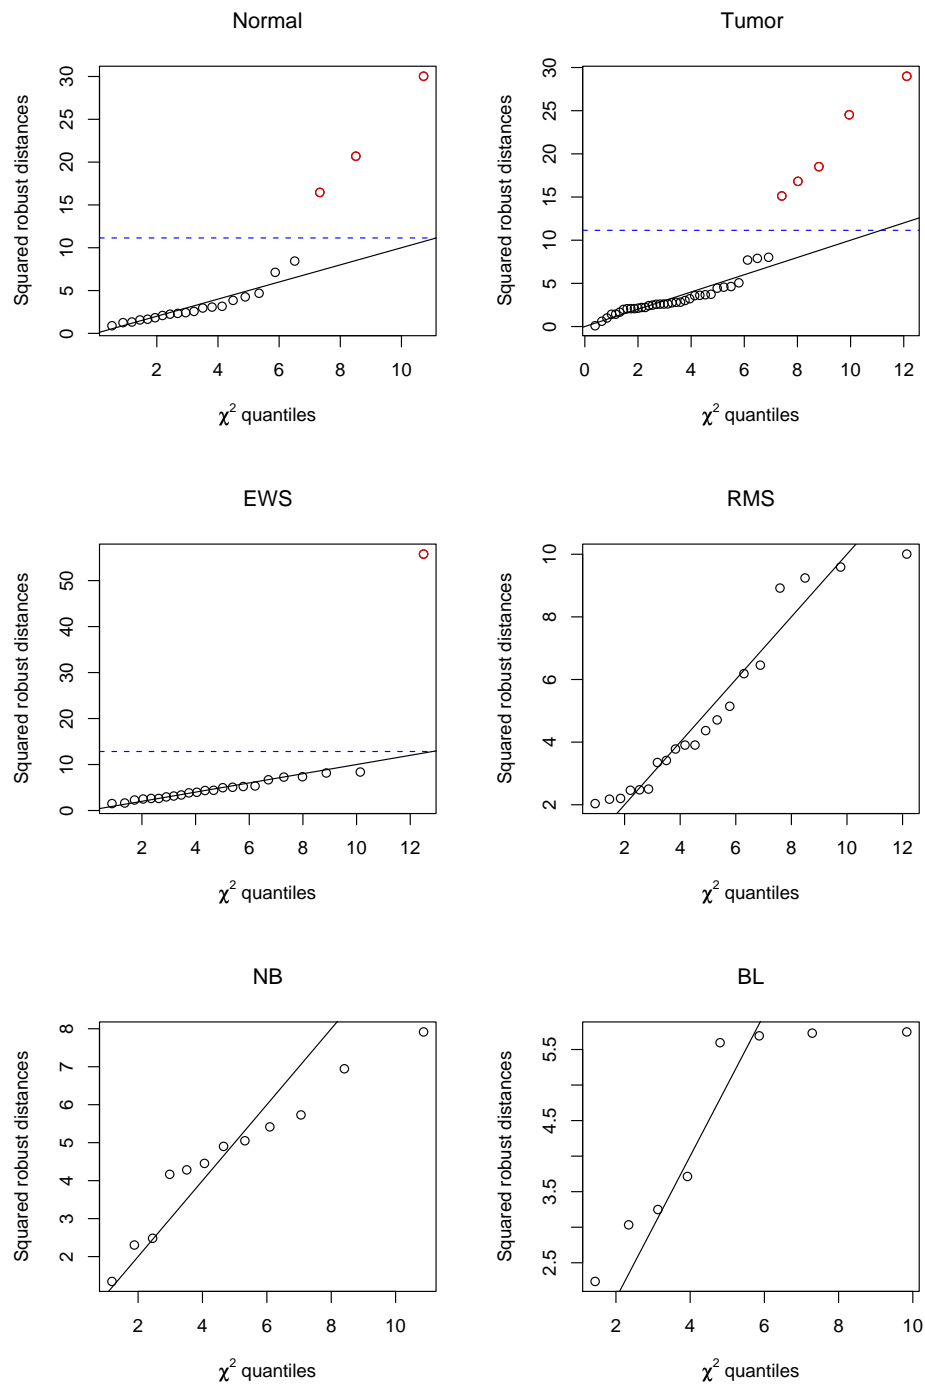 Normal
Squared robust distances
0 5 10 15 20 25 30
2 4 6 8 10
χ² quantiles
Tumor
Squared robust distances
0 5 10 15 20 25 30
0 2 4 6 8 10 12
χ² quantiles
EWS
Squared robust distances
0 10 20 30 40 50
2 4 6 8 10 12
χ² quantiles
RMS
Squared robust distances
2 4 6 8 10
2 4 6 8 10 12
χ² quantiles
NB
Squared robust distances
2 3 4 5 6 7 8
2 4 6 8 10
χ² quantiles
BL
Squared robust distances
2.5 3.5 4.5 5.5
2 4 6 8 10
χ² quantiles